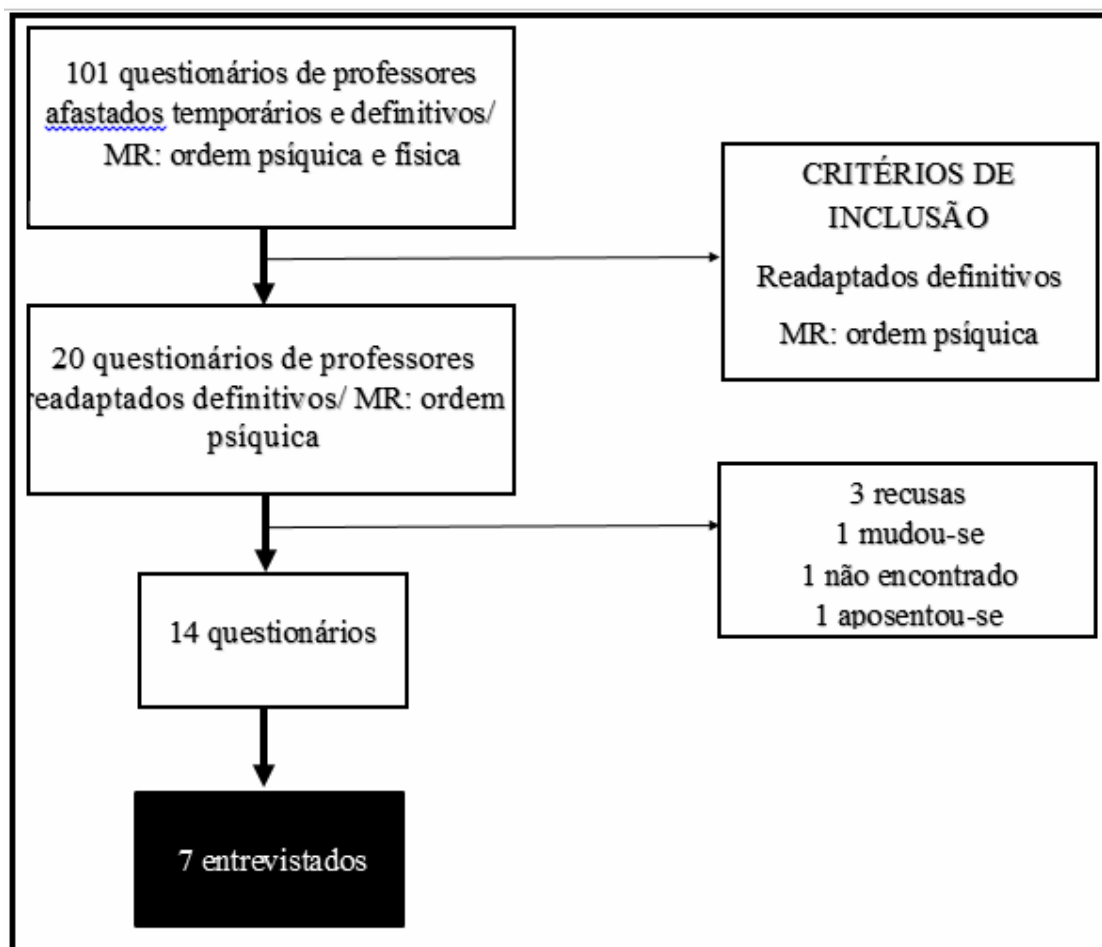 101 questionários de professores
afastados temporários e definitivos/
MR: ordem psíquica e física
CRITÉRIOS DE
INCLUSÃO
Readaptados definitivos
MR: ordem psíquica
20 questionários de professores
readaptados definitivos/ MR: ordem
psíquica
3 recusas
1 mudou-se
1 não encontrado
1 aposentou-se
14 questionários
7 entrevistados